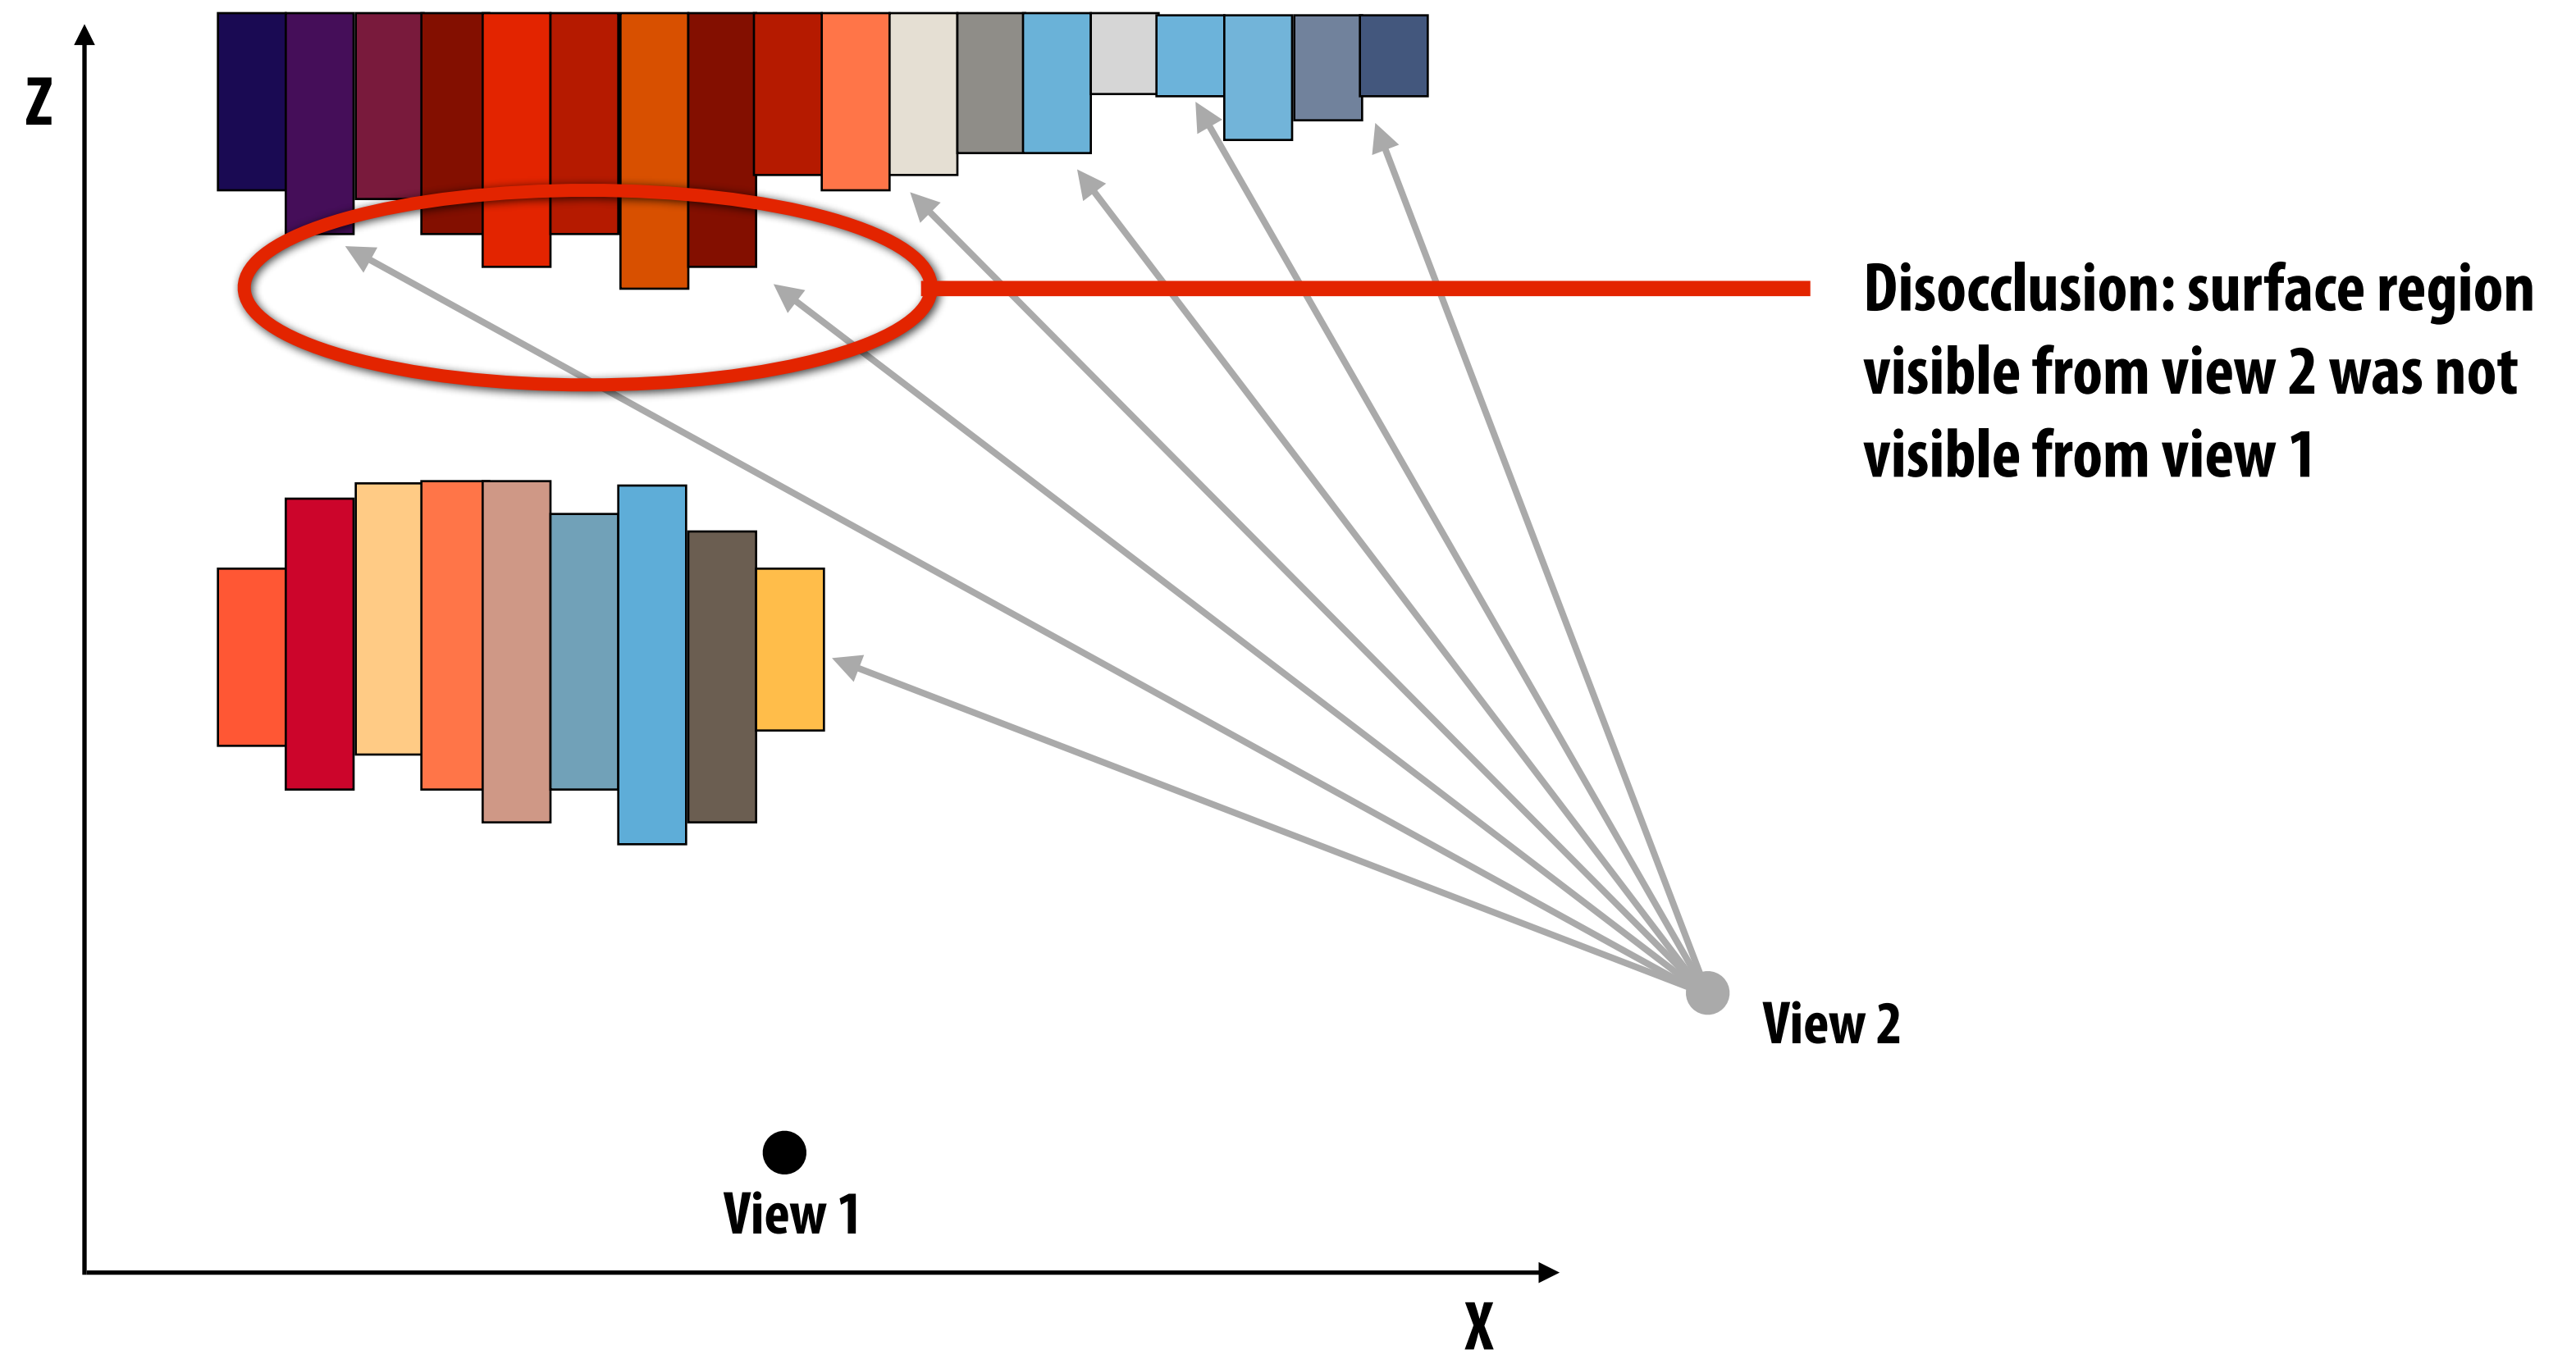 Z
Disocclusion: surface region
visible from view 2 was not
visible from view 1
View 2
View 1
X